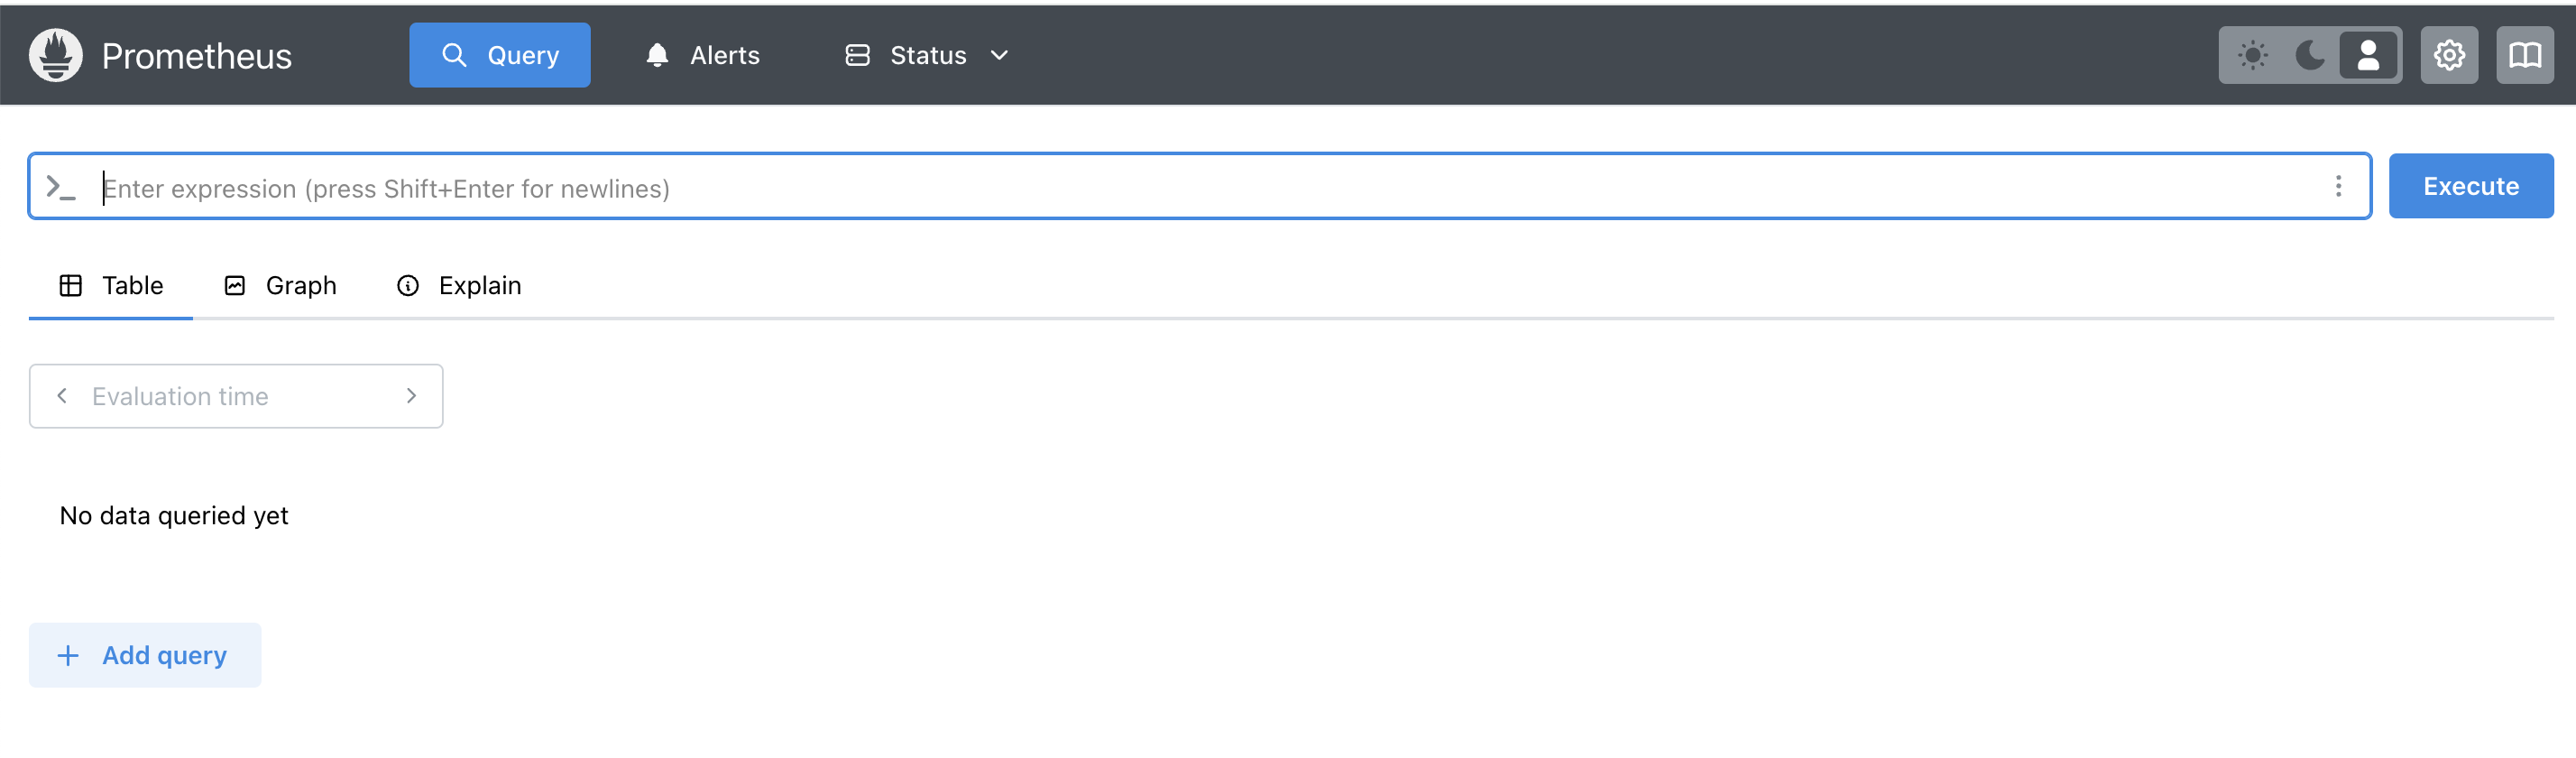 Prometheus Query Alerts Status
Enter expression (press Shift+Enter for newlines) Execute
Table Graph Explain
Evaluation time
No data queried yet
Add query